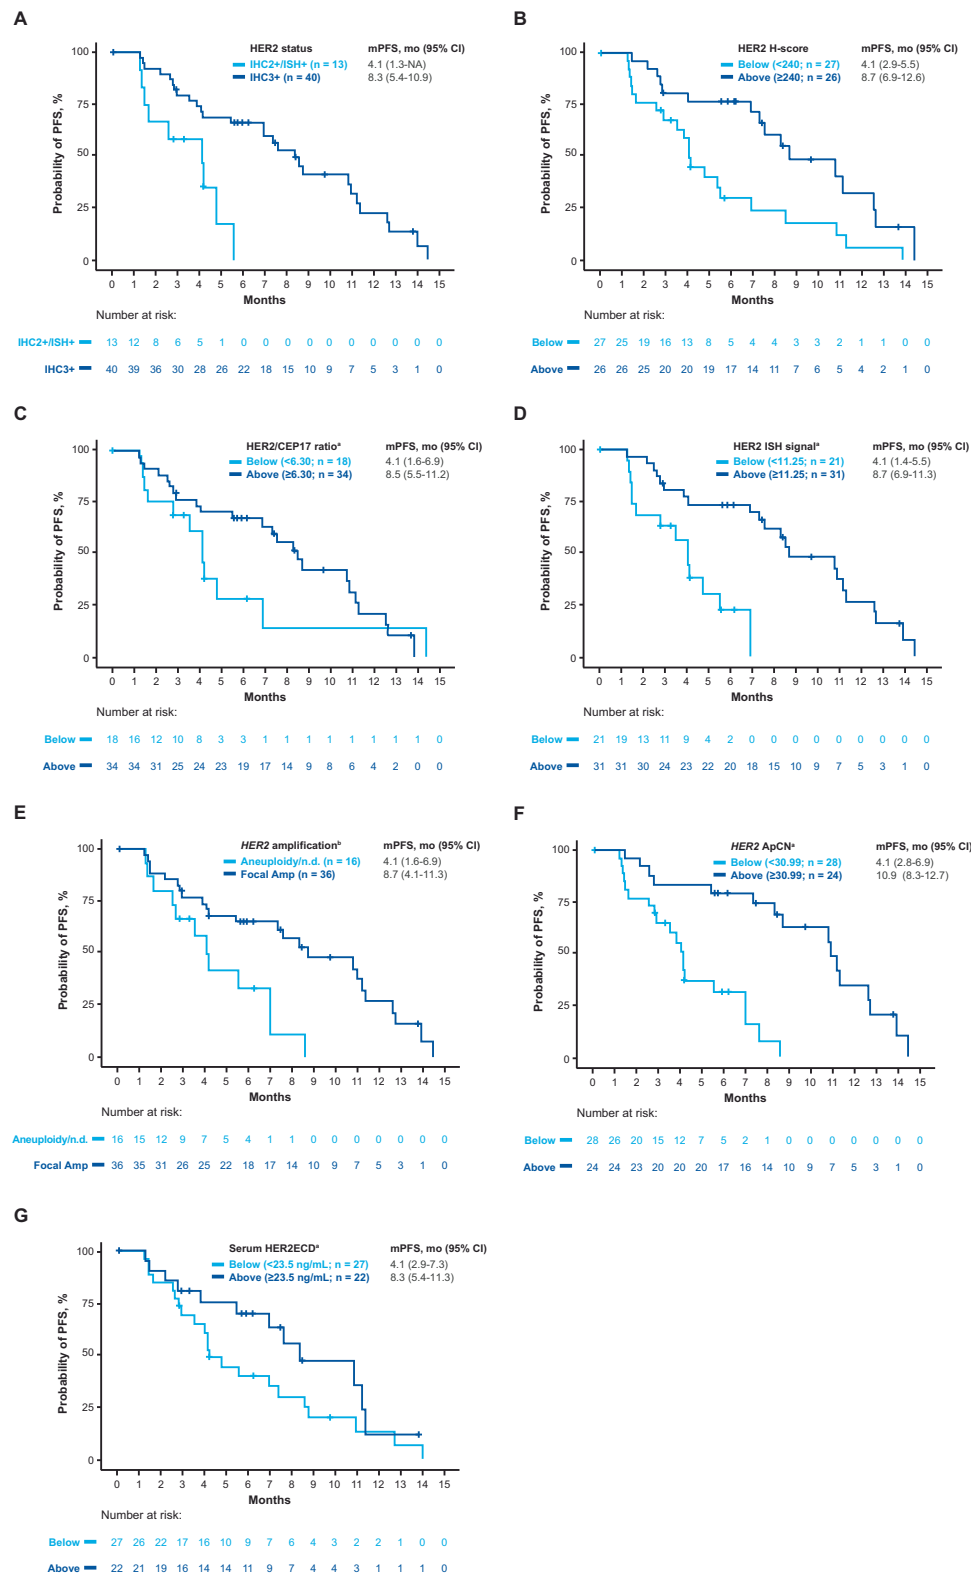 A
HER2 status mPFS, mo (95% CI)
IHC2+/ISH+ (n = 13) 4.1 (1.3-NA)
IHC3+ (n = 40) 8.3 (5.4-10.9)
Probability of PFS, %
100
75
50
25
0
0 1 2 3 4 5 6 7 8 9 10 11 12 13 14 15
Months
Number at risk:
IHC2+/ISH+ 13 12 8 6 5 1 0 0 0 0 0 0 0 0 0 0
IHC3+ 40 39 36 30 28 26 22 18 15 10 9 7 5 3 1 0
B
HER2 H-score mPFS, mo (95% CI)
Below (<240; n = 27) 4.1 (2.9-5.5)
Above (≥240; n = 26) 8.7 (6.9-12.6)
Probability of PFS, %
100
75
50
25
0
0 1 2 3 4 5 6 7 8 9 10 11 12 13 14 15
Months
Number at risk:
Below 27 25 19 16 13 8 5 4 4 3 3 2 1 1 0 0
Above 26 26 25 20 20 19 17 14 11 7 6 5 4 2 1 0
C
HER2/CEP17 ratioᵃ mPFS, mo (95% CI)
Below (<6.30; n = 18) 4.1 (1.6-6.9)
Above (≥6.30; n = 34) 8.5 (5.5-11.2)
Probability of PFS, %
100
75
50
25
0
0 1 2 3 4 5 6 7 8 9 10 11 12 13 14 15
Months
Number at risk:
Below 18 16 12 10 8 3 3 1 1 1 1 1 1 1 1 0
Above 34 34 31 25 24 23 19 17 14 9 8 6 4 2 0 0
D
HER2 ISH signalᵃ mPFS, mo (95% CI)
Below (<11.25; n = 21) 4.1 (1.4-5.5)
Above (≥11.25; n = 31) 8.7 (6.9-11.3)
Probability of PFS, %
100
75
50
25
0
0 1 2 3 4 5 6 7 8 9 10 11 12 13 14 15
Months
Number at risk:
Below 21 19 13 11 9 4 2 0 0 0 0 0 0 0 0 0
Above 31 31 30 24 23 22 20 18 15 10 9 7 5 3 1 0
E
HER2 amplificationᵇ mPFS, mo (95% CI)
Aneuploidy/n.d. (n = 16) 4.1 (1.6-6.9)
Focal Amp (n = 36) 8.7 (4.1-11.3)
Probability of PFS, %
100
75
50
25
0
0 1 2 3 4 5 6 7 8 9 10 11 12 13 14 15
Months
Number at risk:
Aneuploidy/n.d. 16 15 12 9 7 5 4 1 1 0 0 0 0 0 0 0
Focal Amp 36 35 31 26 25 22 18 17 14 10 9 7 5 3 1 0
F
HER2 ApCNᵃ mPFS, mo (95% CI)
Below (<30.99; n = 28) 4.1 (2.8-6.9)
Above (≥30.99; n = 24) 10.9 (8.3-12.7)
Probability of PFS, %
100
75
50
25
0
0 1 2 3 4 5 6 7 8 9 10 11 12 13 14 15
Months
Number at risk:
Below 28 26 20 15 12 7 5 2 1 0 0 0 0 0 0 0
Above 24 24 23 20 20 20 17 16 14 10 9 7 5 3 1 0
G
Serum HER2ECDᵃ mPFS, mo (95% CI)
Below (<23.5 ng/mL; n = 27) 4.1 (2.9-7.3)
Above (≥23.5 ng/mL; n = 22) 8.3 (5.4-11.3)
Probability of PFS, %
100
75
50
25
0
0 1 2 3 4 5 6 7 8 9 10 11 12 13 14 15
Months
Number at risk:
Below 27 26 22 17 16 10 9 7 6 4 3 2 2 1 0 0
Above 22 21 19 16 14 14 11 9 7 4 4 3 1 1 1 0